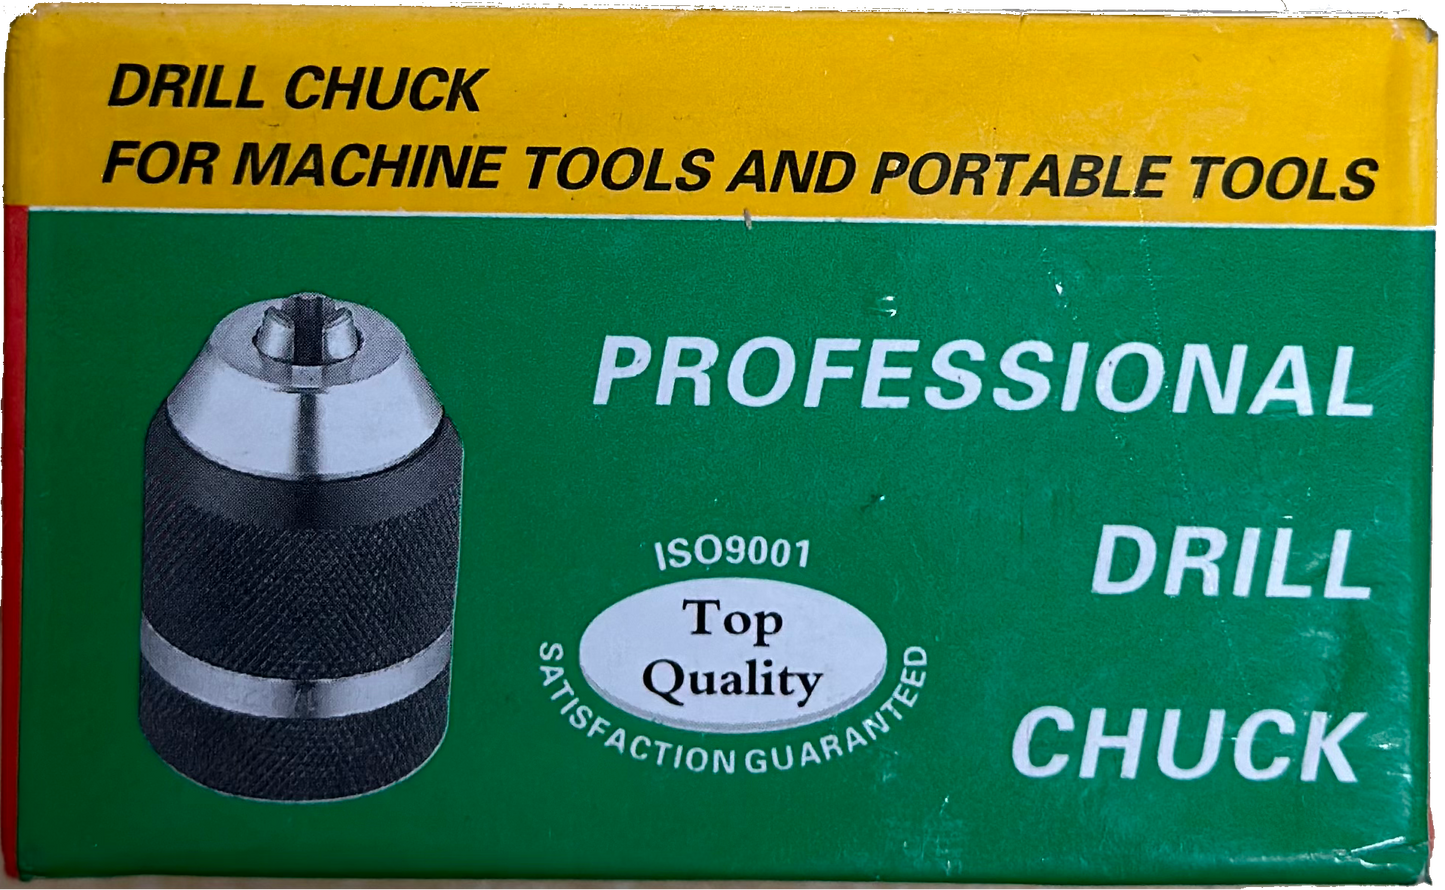 DRILL CHUCK
FOR MACHINE TOOLS AND PORTABLE TOOLS
PROFESSIONAL
DRILL
CHUCK
ISO9001
Top
Quality
SATISFACTION GUARANTEED